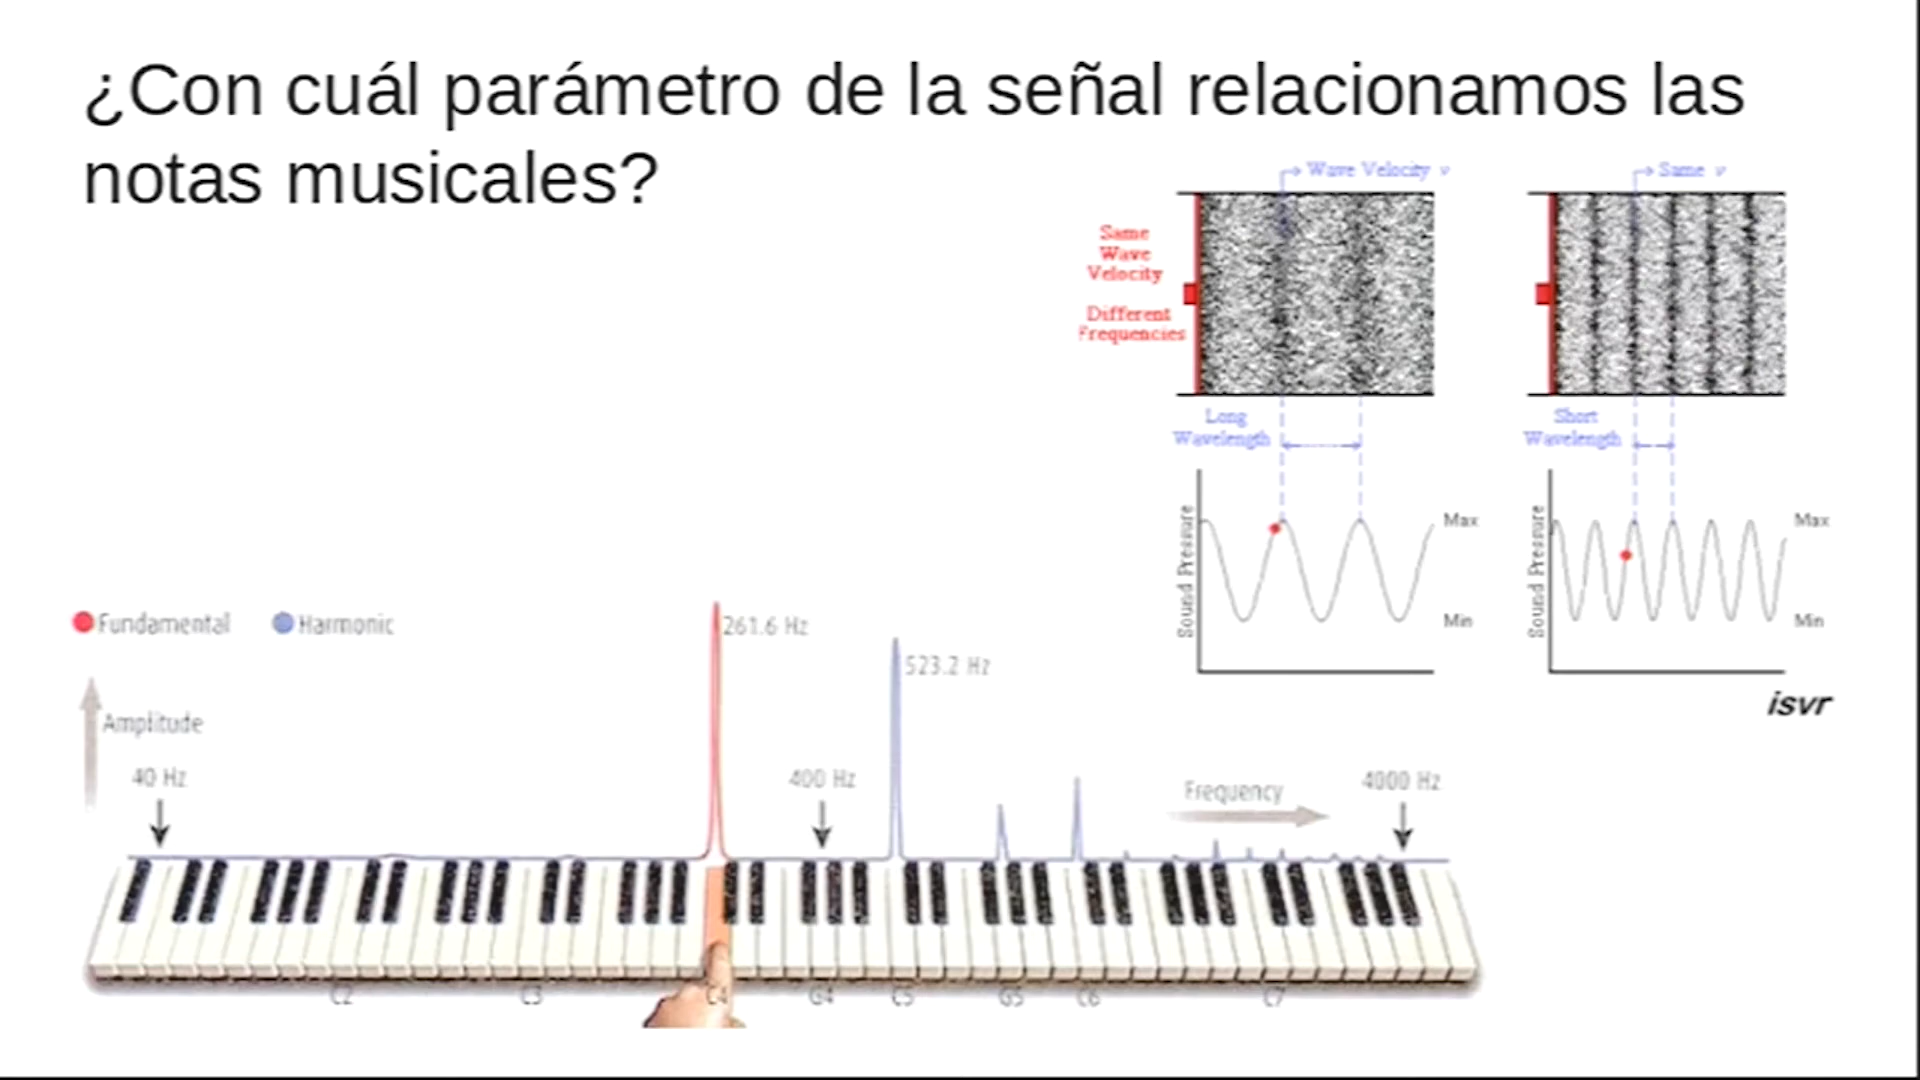 ¿Con cuál parámetro de la señal relacionamos las
notas musicales?
Wave Velocity v
Same v
Same
Wave
Velocity
Different
Frequencies
Long
Wavelength
Short
Wavelength
Sound Pressure
Max
Min
Sound Pressure
Max
Min
isvr
Fundamental
Harmonic
261.6 Hz
523.2 Hz
Amplitude
40 Hz
400 Hz
Frequency
4000 Hz
C2
C3
C4
G4
C5
G5
C6
C7